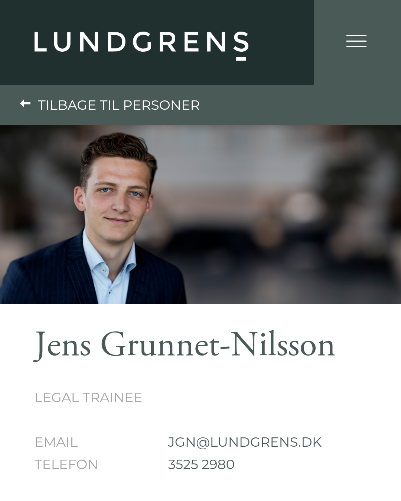 LUNDGRENS
TILBAGE TIL PERSONER
Jens Grunnet-Nilsson
LEGAL TRAINEE
EMAIL JGN@LUNDGRENS.DK
TELEFON 3525 2980